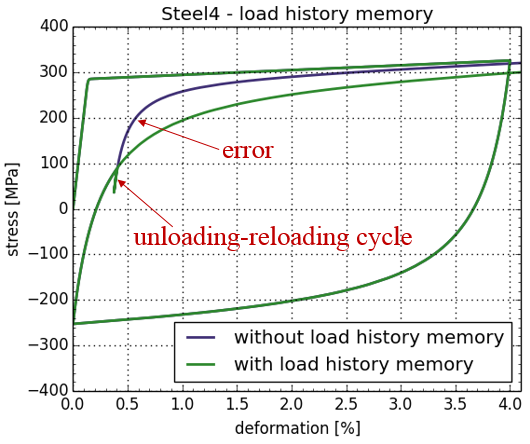 Steel4 - load history memory
400
300
200
100
0
−100
−200
−300
−400
stress [MPa]
error
unloading-reloading cycle
without load history memory
with load history memory
0.0 0.5 1.0 1.5 2.0 2.5 3.0 3.5 4.0
deformation [%]